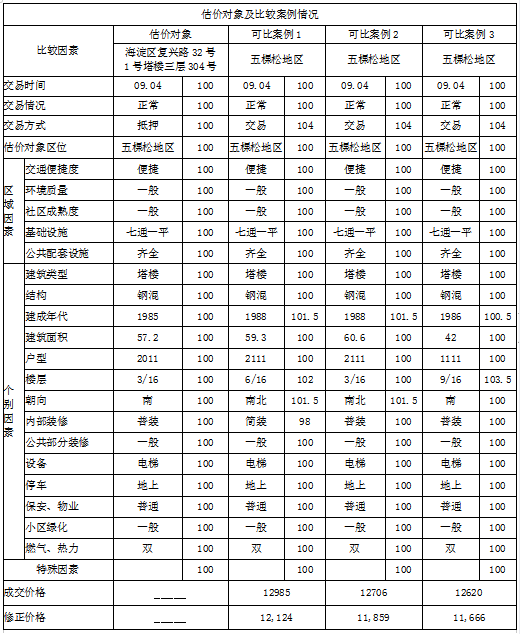 估价对象及比较案例情况
比较因素 估价对象 可比案例 1 可比案例 2 可比案例 3
海淀区复兴路 32 号 1 号塔楼三层 304 号 五棵松地区 五棵松地区 五棵松地区
交易时间 09.04 100 09.04 100 09.04 100 09.04 100
交易情况 正常 100 正常 100 正常 100 正常 100
交易方式 抵押 100 交易 104 交易 104 交易 104
估价对象区位 五棵松地区 100 五棵松地区 100 五棵松地区 100 五棵松地区 100
区域因素 交通便捷度 便捷 100 便捷 100 便捷 100 便捷 100
环境质量 一般 100 一般 100 一般 100 一般 100
社区成熟度 一般 100 一般 100 一般 100 一般 100
基础设施 七通一平 100 七通一平 100 七通一平 100 七通一平 100
公共配套设施 齐全 100 齐全 100 齐全 100 齐全 100
个别因素 建筑类型 塔楼 100 塔楼 100 塔楼 100 塔楼 100
结构 钢混 100 钢混 100 钢混 100 钢混 100
建成年代 1985 100 1988 101.5 1988 101.5 1986 100.5
建筑面积 57.2 100 59.3 100 60.6 100 42 100
户型 2011 100 2111 100 2111 100 1111 100
楼层 3/16 100 6/16 102 3/16 100 9/16 103.5
朝向 南 100 南北 101.5 南北 101.5 南 100
内部装修 普装 100 简装 98 普装 100 普装 100
公共部分装修 一般 100 一般 100 一般 100 一般 100
设备 电梯 100 电梯 100 电梯 100 电梯 100
停车 地上 100 地上 100 地上 100 地上 100
保安、物业 普通 100 普通 100 普通 100 普通 100
小区绿化 一般 100 一般 100 一般 100 一般 100
燃气、热力 双 100 双 100 双 100 双 100
特殊因素 100 100 100 100
成交价格 _____ 12985 12706 12620
修正价格 _____ 12,124 11,859 11,666